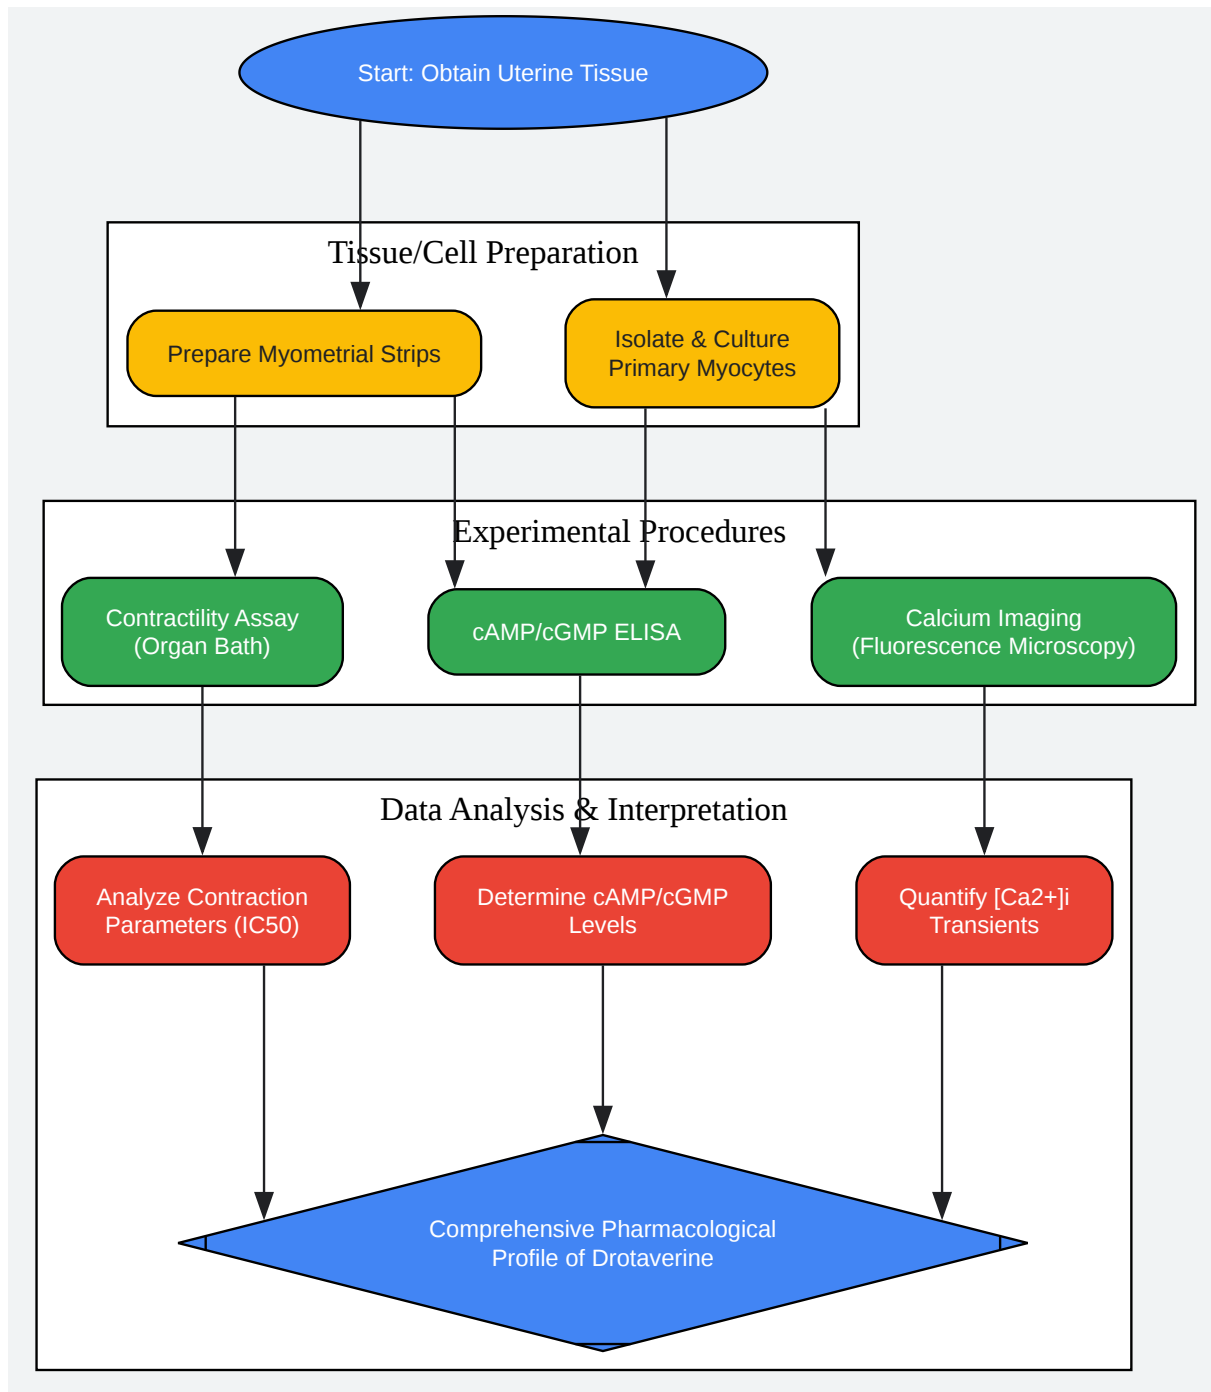 Start: Obtain Uterine Tissue
Tissue/Cell Preparation
Prepare Myometrial Strips
Isolate & Culture
Primary Myocytes
Experimental Procedures
Contractility Assay
(Organ Bath)
cAMP/cGMP ELISA
Calcium Imaging
(Fluorescence Microscopy)
Data Analysis & Interpretation
Analyze Contraction
Parameters (IC50)
Determine cAMP/cGMP
Levels
Quantify [Ca2+]i
Transients
Comprehensive Pharmacological
Profile of Drotaverine